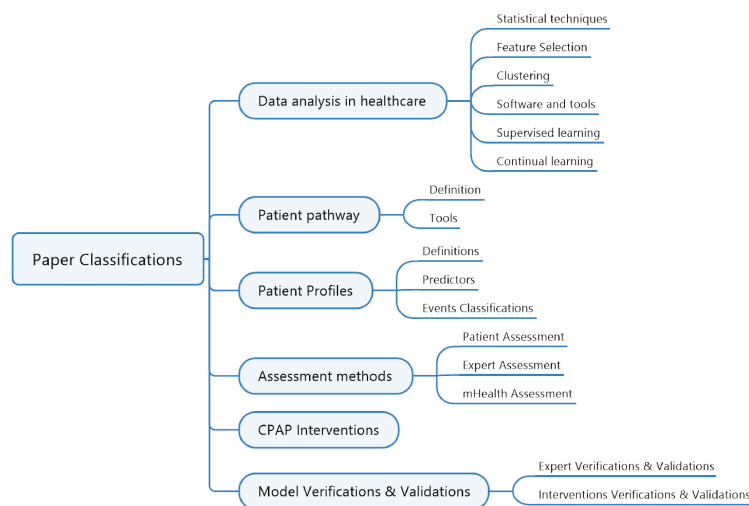 Paper Classifications
Data analysis in healthcare
Statistical techniques
Feature Selection
Clustering
Software and tools
Supervised learning
Continual learning
Patient pathway
Definition
Tools
Patient Profiles
Definitions
Predictors
Events Classifications
Assessment methods
Patient Assessment
Expert Assessment
mHealth Assessment
CPAP Interventions
Model Verifications & Validations
Expert Verifications & Validations
Interventions Verifications & Validations